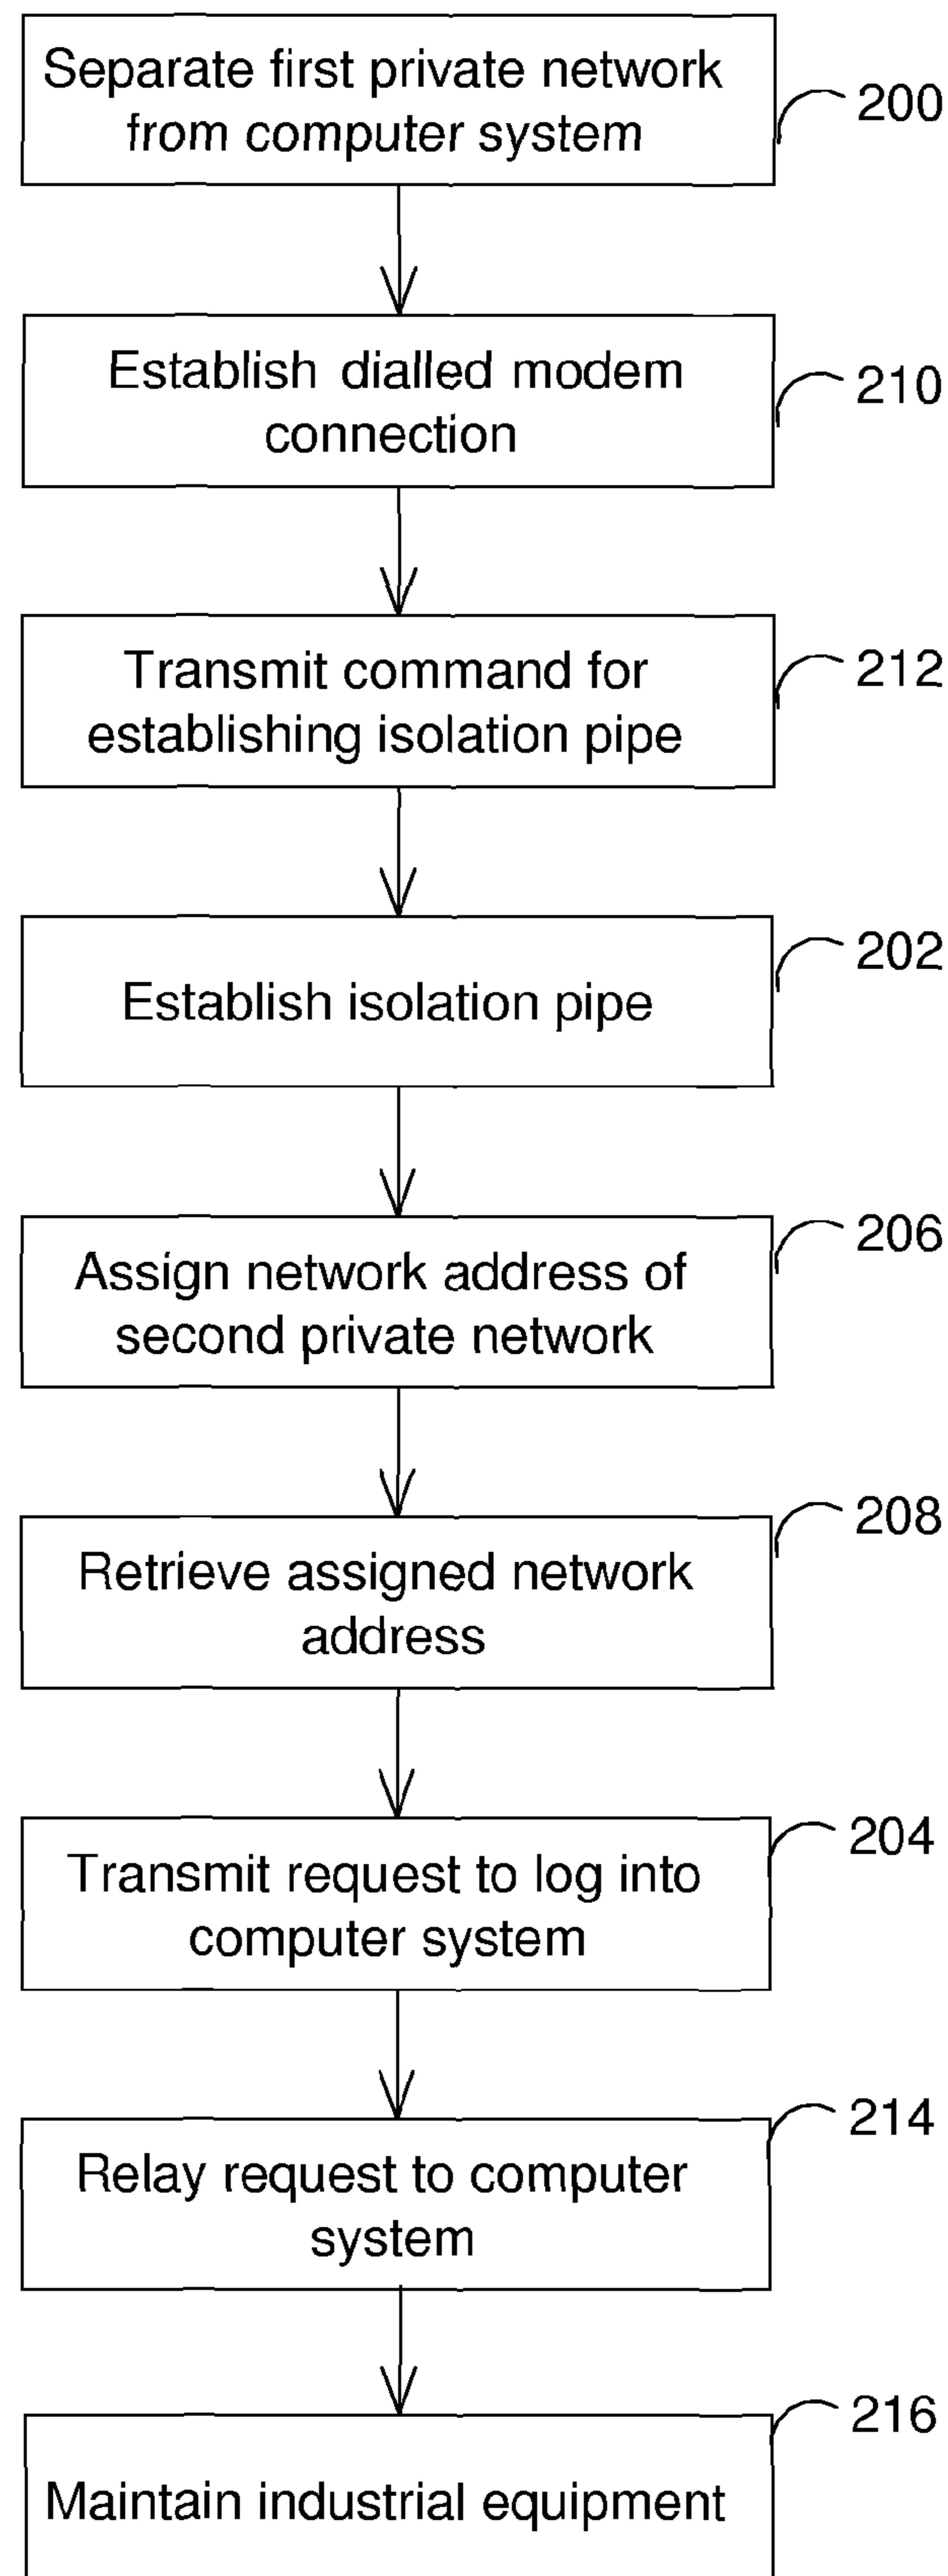 Separate first private network
from computer system
200
Establish dialled modem
connection
210
Transmit command for
establishing isolation pipe
212
Establish isolation pipe
202
Assign network address of
second private network
206
Retrieve assigned network
address
208
Transmit request to log into
computer system
204
Relay request to computer
system
214
Maintain industrial equipment
216